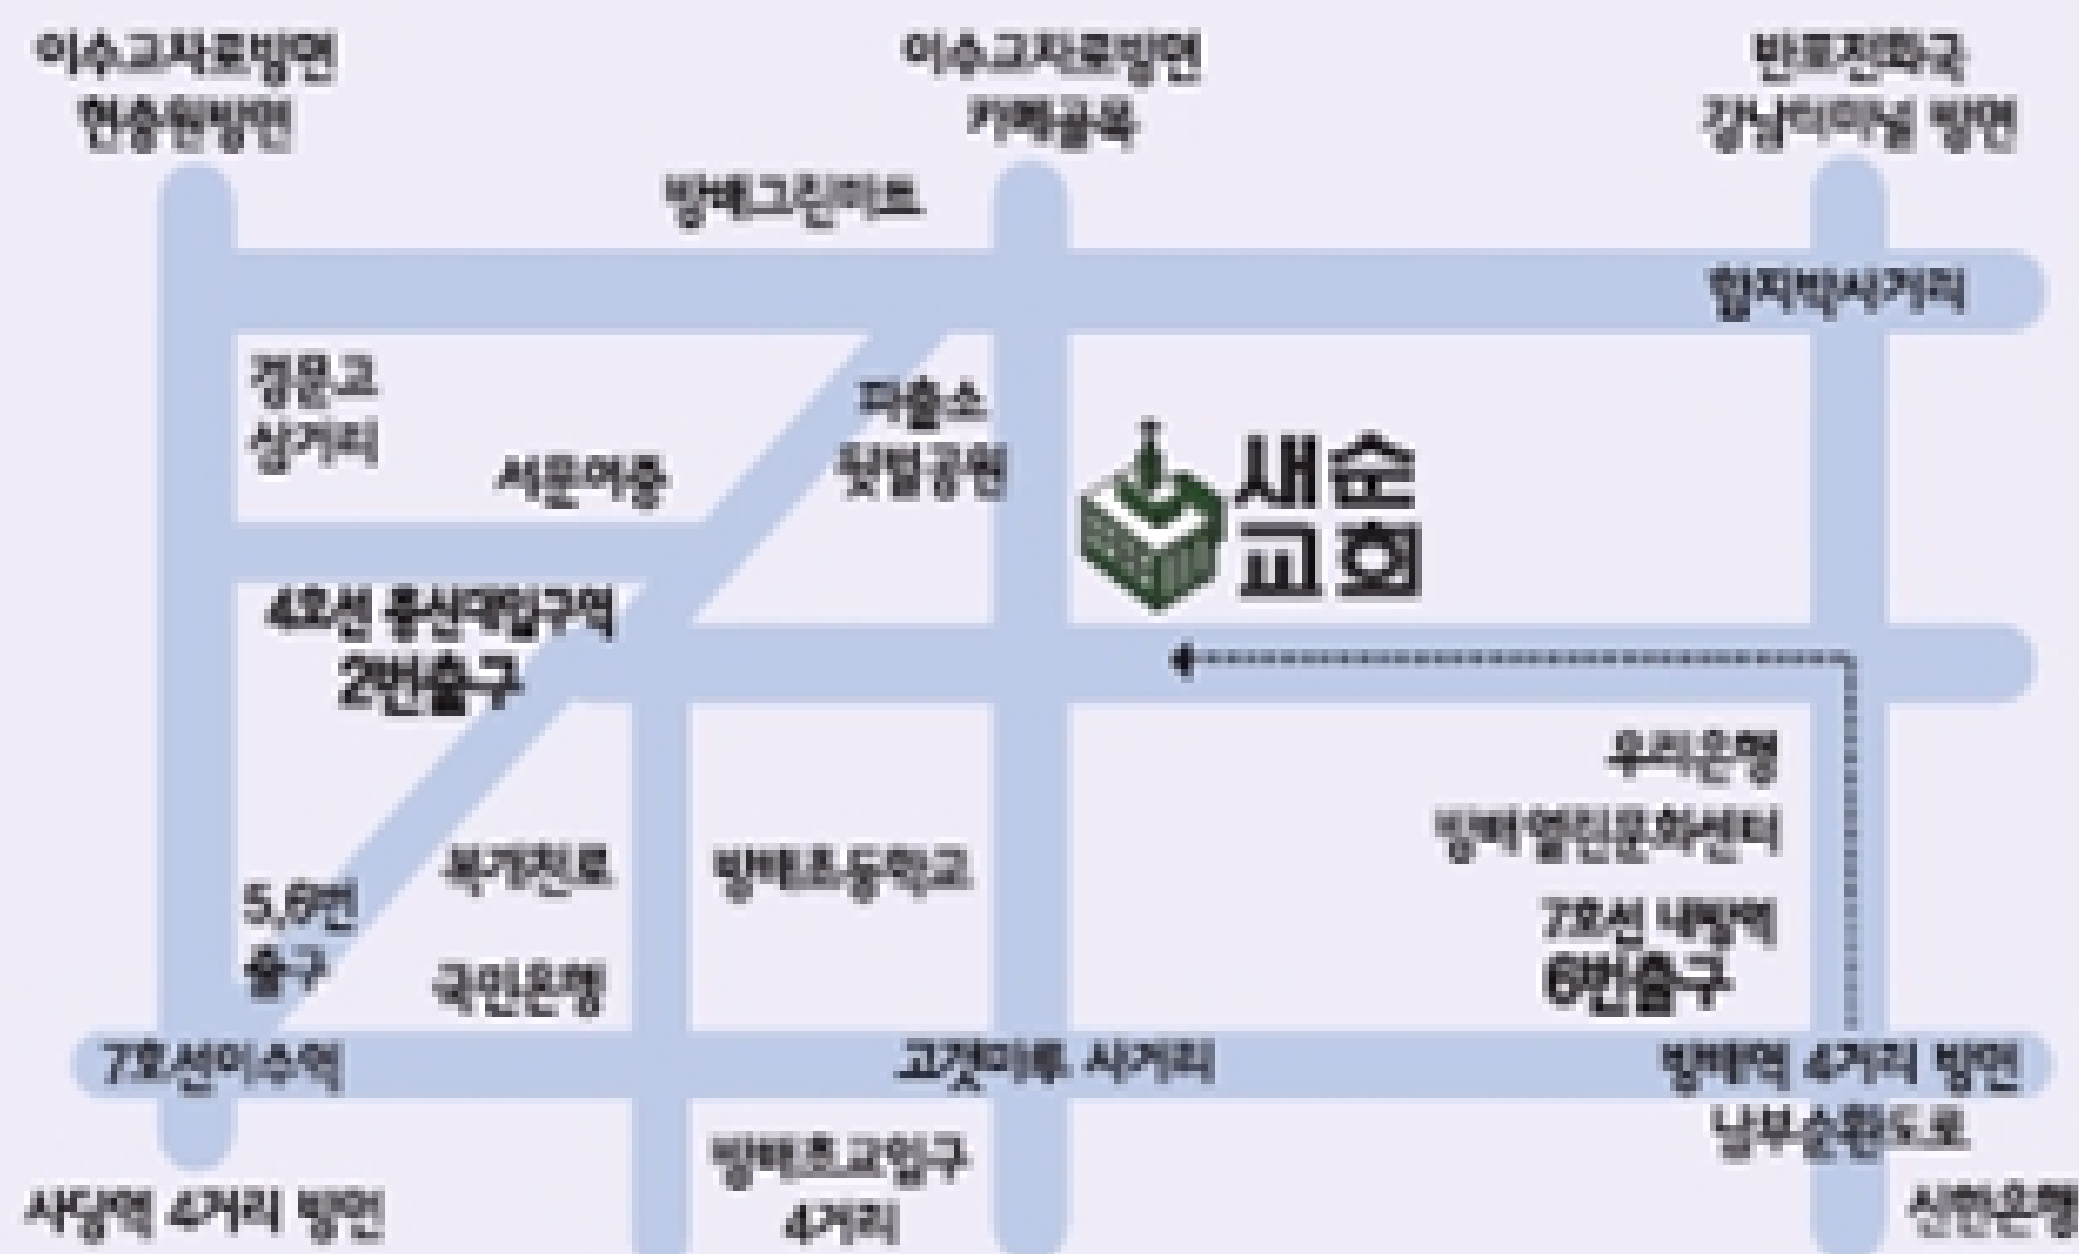 이수교차로방면
현충원방면
이수교차로방면
카페골목
반포전화국
강남터미널 방면
방배그린마트
함지박사거리
경문고
삼거리
파출소
뒷벌공원
서문여중
새순
교회
4호선 총신대입구역
2번출구
우리은행
방배열린문화센터
5,6번
출구
복개천로
방배초등학교
7호선 내방역
6번출구
국민은행
7호선이수역
고갯마루 사거리
방배역 4거리 방면
남부순환도로
방배초교입구
4거리
사당역 4거리 방면
신한은행